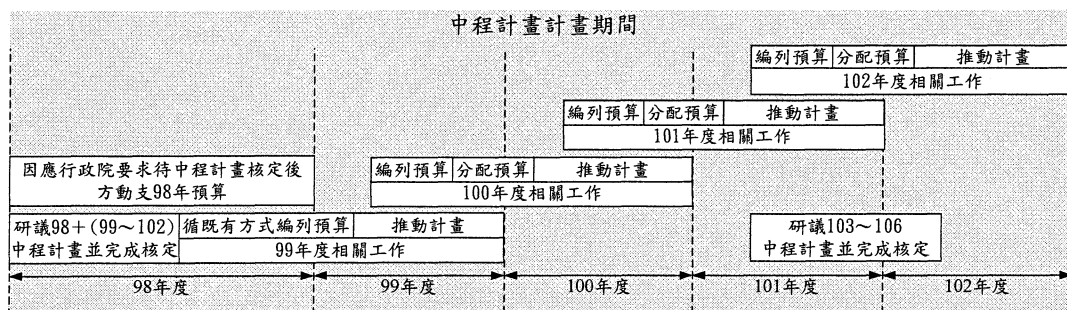 中程計畫計畫期間
編列預算 分配預算 推動計畫
102年度相關工作
編列預算 分配預算 推動計畫
101年度相關工作
因應行政院要求待中程計畫核定後
方動支98年預算
編列預算 分配預算 推動計畫
100年度相關工作
研議98+(99~102)
中程計畫並完成核定
循既有方式編列預算 推動計畫
99年度相關工作
研議103~106
中程計畫並完成核定
98年度 99年度 100年度 101年度 102年度